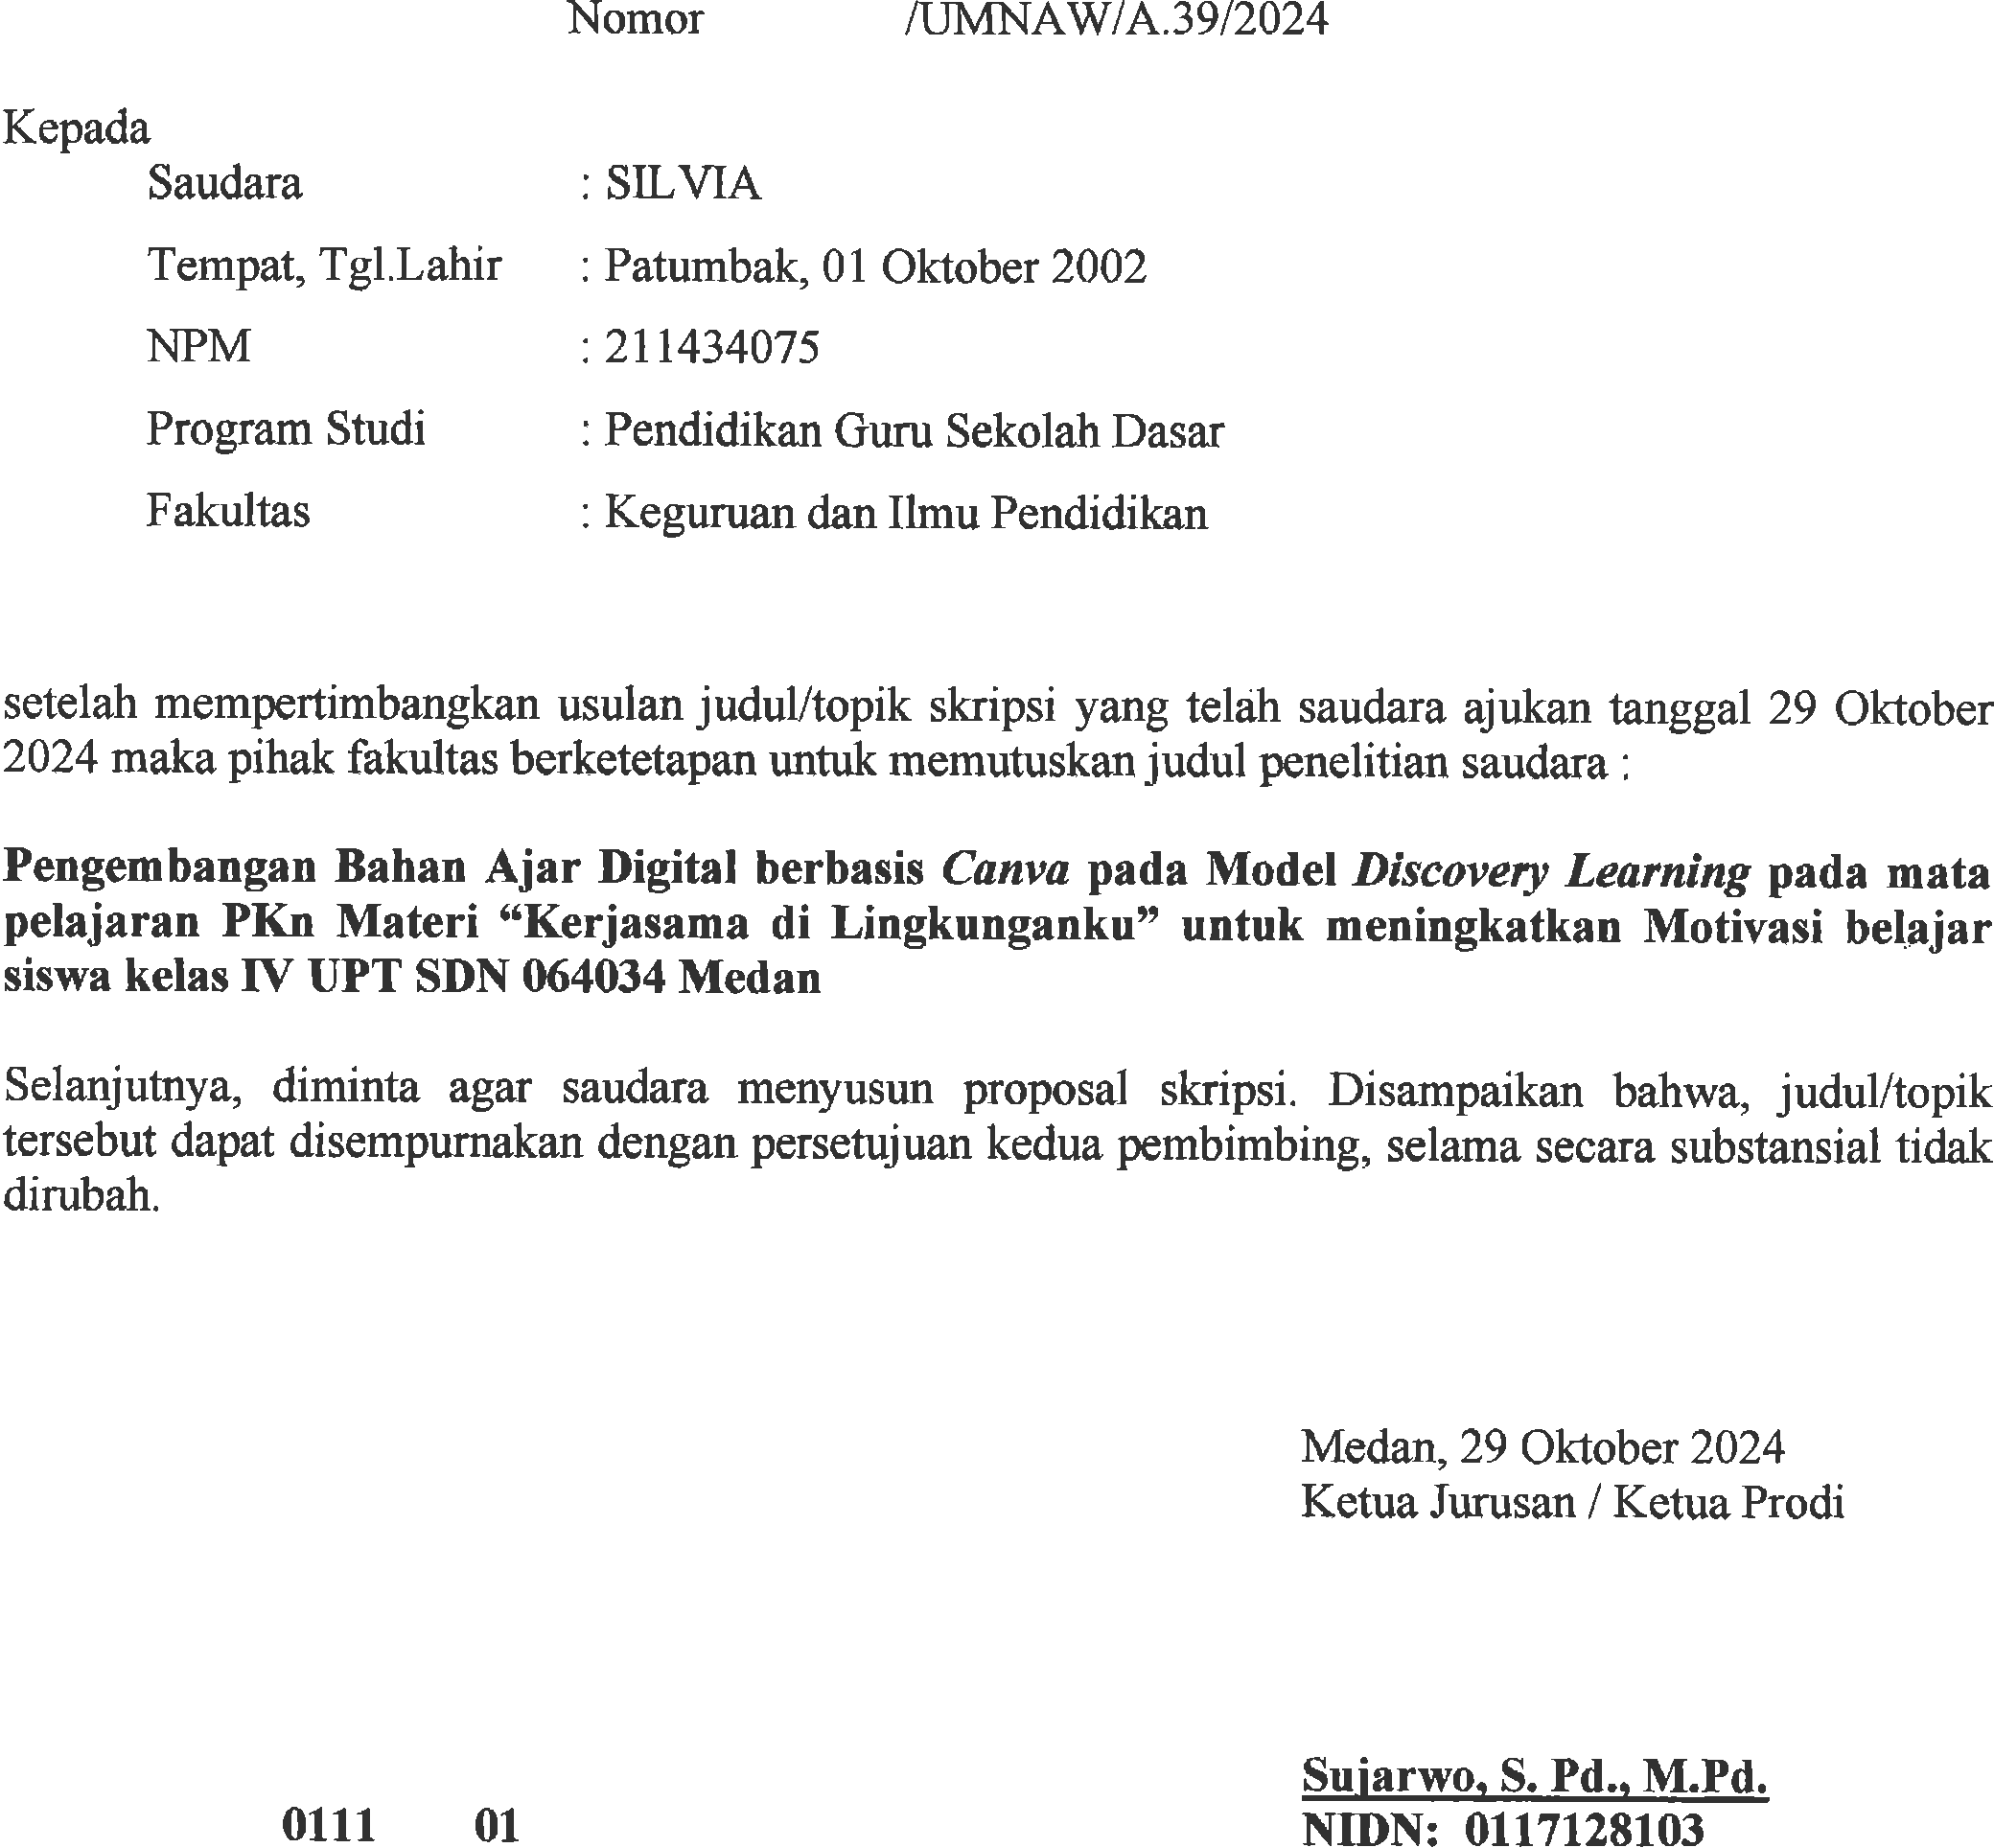 Nomor /UMNAW/A.39/2024
Kepada
Saudara : SILVIA
Tempat, Tgl.Lahir : Patumbak, 01 Oktober 2002
NPM : 211434075
Program Studi : Pendidikan Guru Sekolah Dasar
Fakultas : Keguruan dan Ilmu Pendidikan
setelah mempertimbangkan usulan judul/topik skripsi yang telah saudara ajukan tanggal 29 Oktober
2024 maka pihak fakultas berketetapan untuk memutuskan judul penelitian saudara :
Pengembangan Bahan Ajar Digital berbasis Canva pada Model Discovery Learning pada mata
pelajaran PKn Materi “Kerjasama di Lingkunganku” untuk meningkatkan Motivasi belajar
siswa kelas IV UPT SDN 064034 Medan
Selanjutnya, diminta agar saudara menyusun proposal skripsi. Disampaikan bahwa, judul/topik
tersebut dapat disempurnakan dengan persetujuan kedua pembimbing, selama secara substansial tidak
dirubah.
Medan, 29 Oktober 2024
Ketua Jurusan / Ketua Prodi
Sujarwo, S. Pd., M.Pd.
0111 01 NIDN: 0117128103